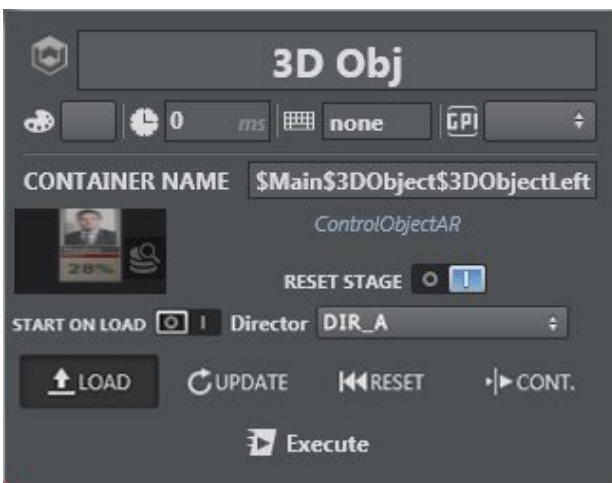 3D Obj
0 ms none GPI
CONTAINER NAME $Main$3DObject$3DObjectLeft
28%
ControlObjectAR
RESET STAGE
START ON LOAD Director DIR_A
LOAD UPDATE RESET CONT.
Execute